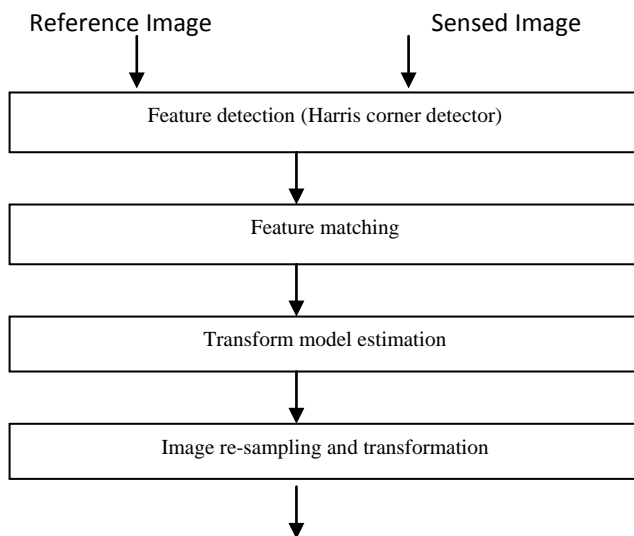 Reference Image
Sensed Image
Feature detection (Harris corner detector)
Feature matching
Transform model estimation
Image re-sampling and transformation